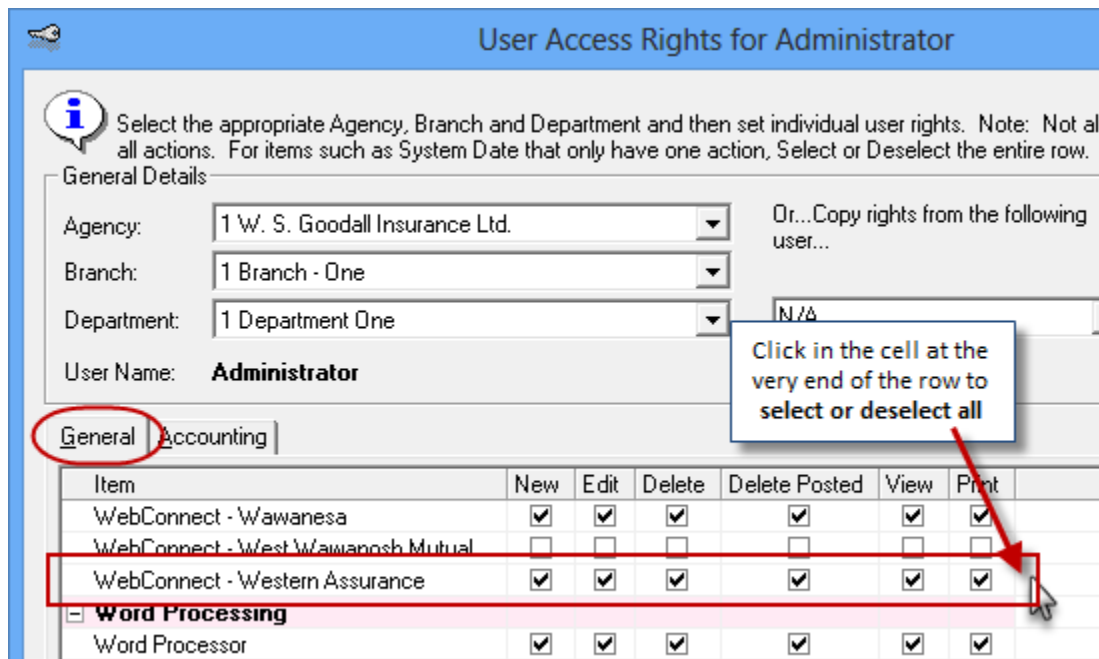 User Access Rights for Administrator
Select the appropriate Agency, Branch and Department and then set individual user rights. Note: Not al
all actions. For items such as System Date that only have one action, Select or Deselect the entire row.
General Details
Agency: 1 W. S. Goodall Insurance Ltd.
Or...Copy rights from the following
user...
Branch: 1 Branch - One
Department: 1 Department One
N/A
User Name: Administrator
Click in the cell at the
very end of the row to
select or deselect all
General Accounting
Item New Edit Delete Delete Posted View Print
WebConnect - Wawanesa
WebConnect - West Wawanosh Mutual
WebConnect - Western Assurance
Word Processing
Word Processor